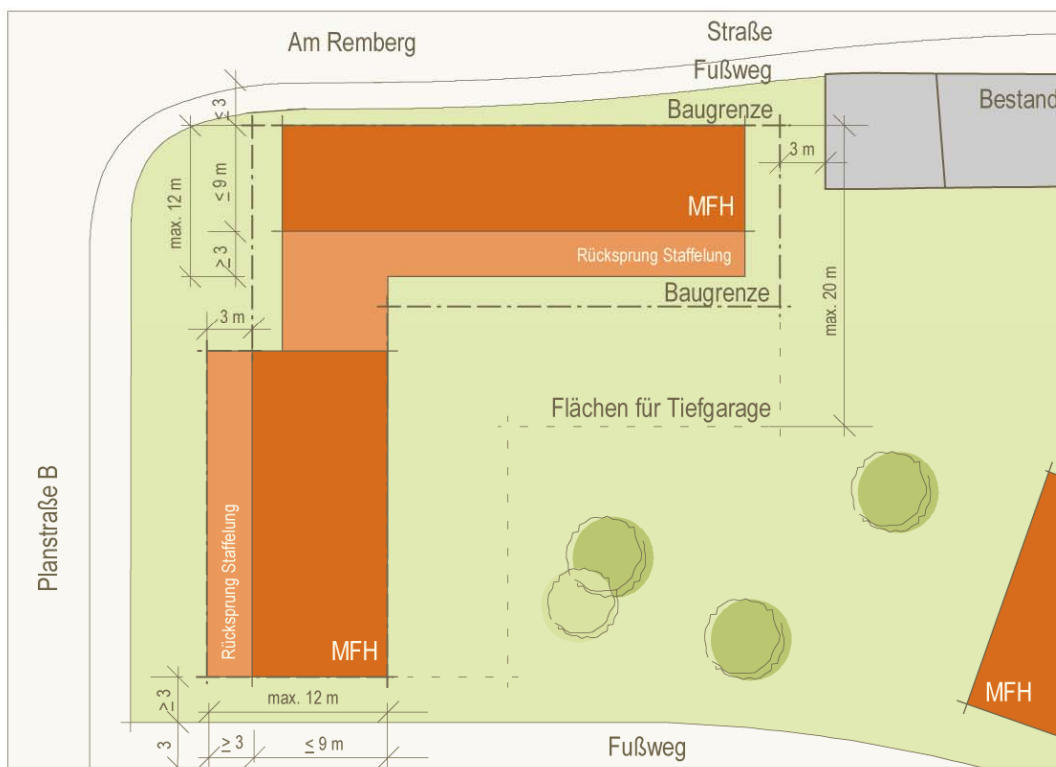 Am Remberg
Straße
Fußweg
Baugrenze
Bestand
≤ 3
3 m
max. 12 m
≤ 9 m
MFH
≥ 3
Rücksprung Staffelung
Baugrenze
max. 20 m
3 m
Flächen für Tiefgarage
Planstraße B
Rücksprung Staffelung
MFH
MFH
≥ 3
max. 12 m
3
≥ 3
≤ 9 m
Fußweg